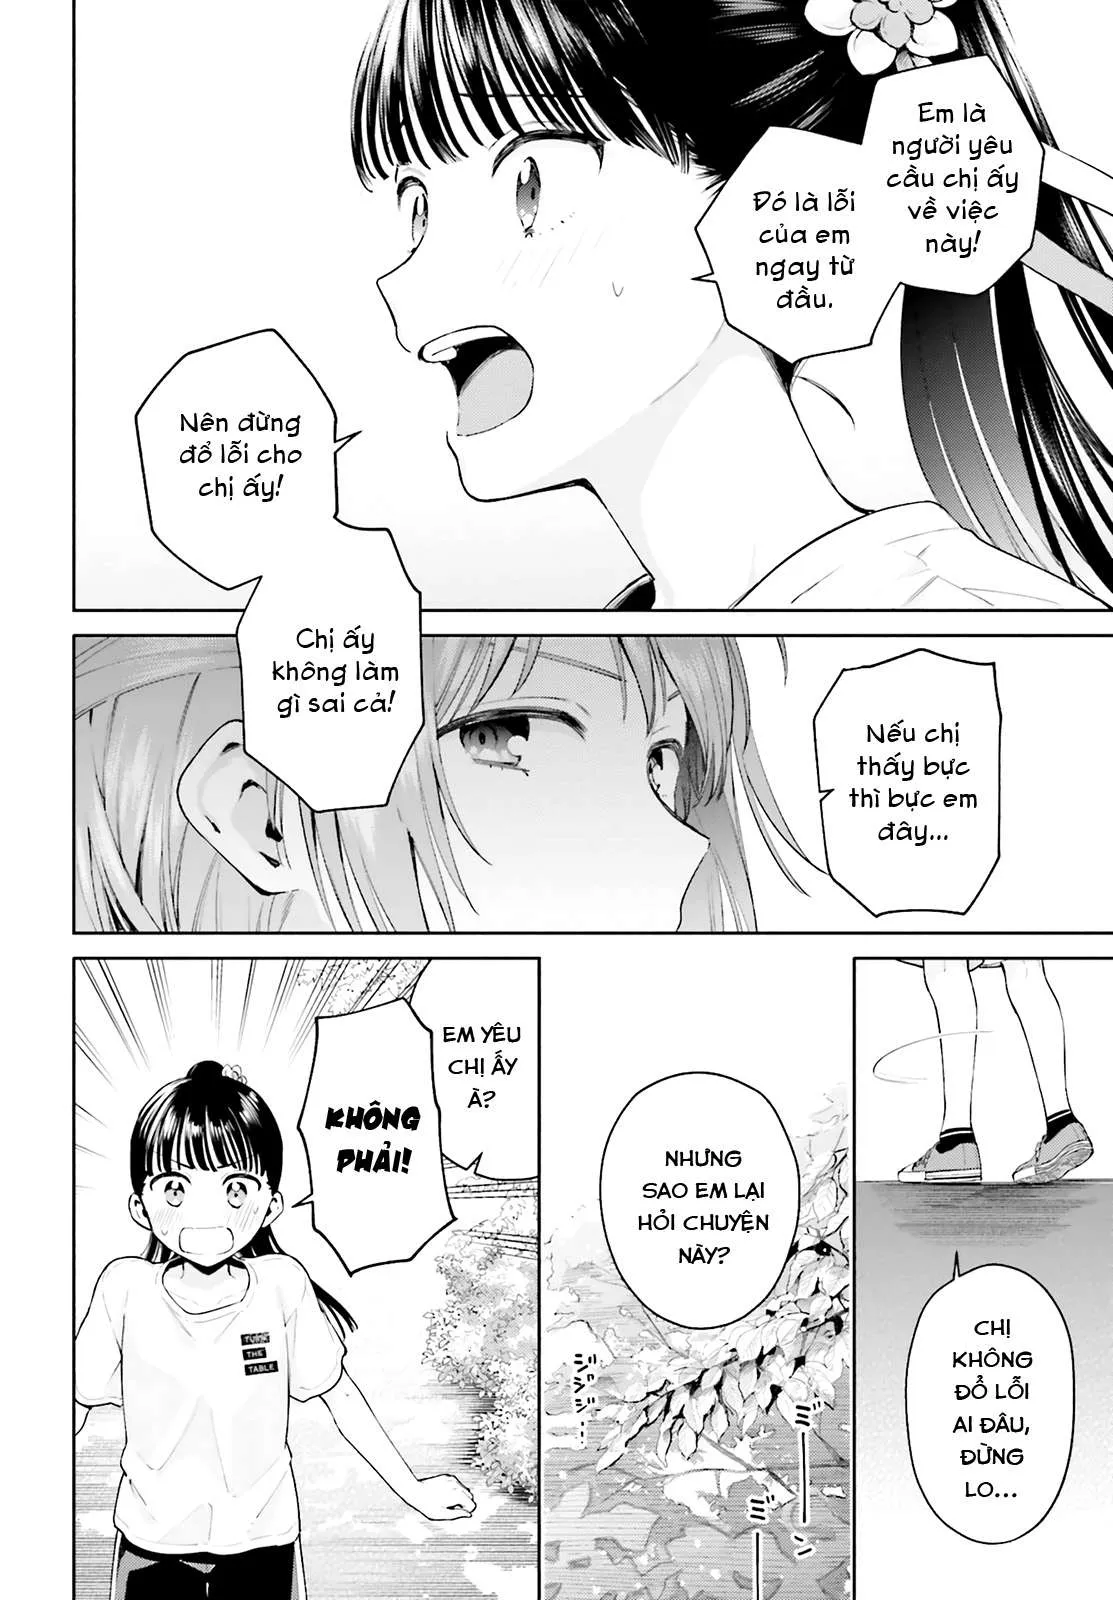 Em là
người yêu
cầu chị ấy
về việc
này!
Đó là lỗi
của em
ngay từ
đầu.
Nên đừng
đổ lỗi cho
chị ấy!
Chị ấy
không làm
gì sai cả!
Nếu chị
thấy bực
thì bực em
đây...
CHỊ
KHÔNG
ĐỔ LỖI
AI ĐÂU,
ĐỪNG
LO...
NHƯNG
SAO EM LẠI
HỎI CHUYỆN
NÀY?
EM YÊU
CHỊ ẤY
À?
KHÔNG
PHẢI!
THE
TABLE